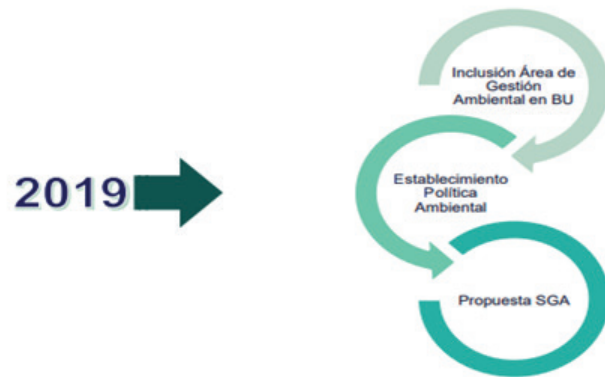 2019
Inclusión Área de
Gestión
Ambiental en BU
Establecimiento
Política
Ambiental
Propuesta SGA